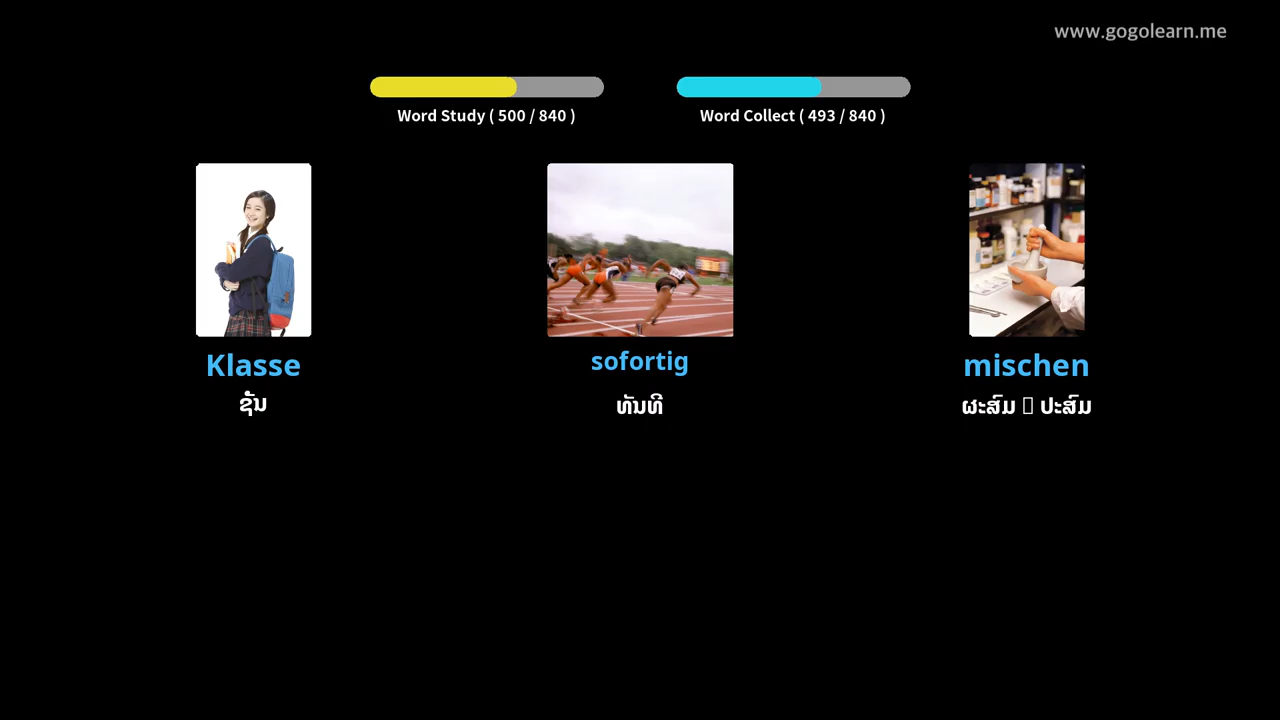 www.gogolearn.me
Word Study ( 500 / 840 )
Word Collect ( 493 / 840 )
Klasse
sofortig
mischen
ຊັ້ນ
ທັນທີ
ຜະສົມ ປະສົມ